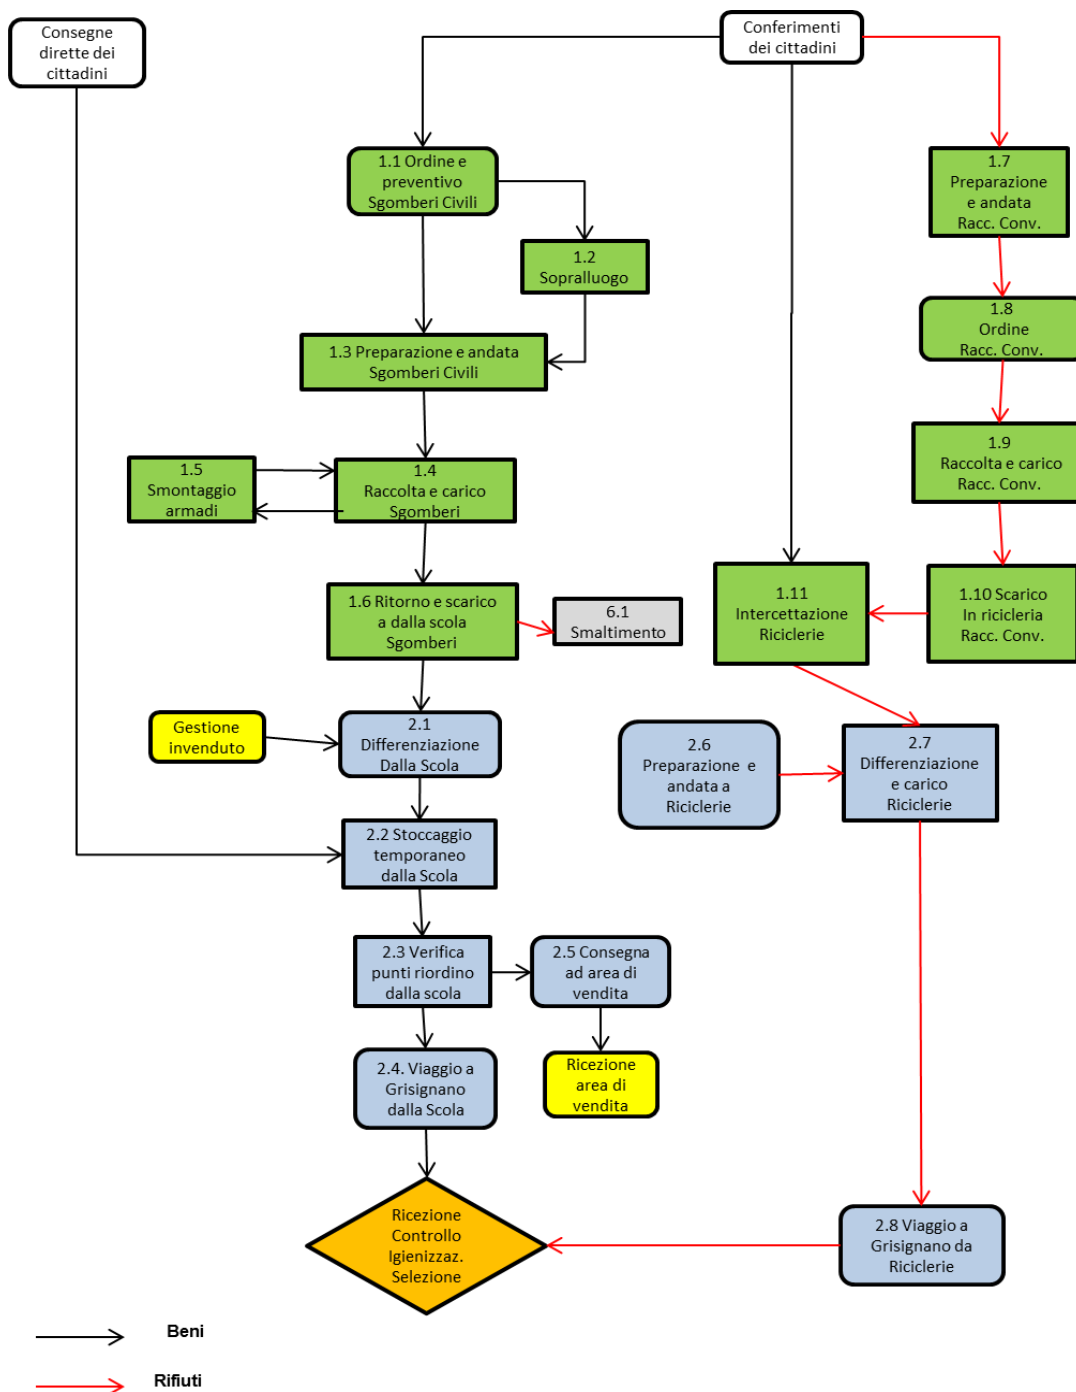 Consegne
dirette dei
cittadini
Conferimenti
dei cittadini
1.1 Ordine e
preventivo
Sgomberi Civili
1.7
Preparazione
e andata
Racc. Conv.
1.2
Sopralluogo
1.8
Ordine
Racc. Conv.
1.3 Preparazione e andata
Sgomberi Civili
1.5
Smontaggio
armadi
1.4
Raccolta e carico
Sgomberi
1.9
Raccolta e carico
Racc. Conv.
1.6 Ritorno e scarico
a dalla scola
Sgomberi
6.1
Smaltimento
1.11
Intercettazione
Riciclerie
1.10 Scarico
In ricicleria
Racc. Conv.
Gestione
invenduto
2.1
Differenziazione
Dalla Scola
2.6
Preparazione e
andata a
Riciclerie
2.7
Differenziazione
e carico
Riciclerie
2.2 Stoccaggio
temporaneo
dalla Scola
2.3 Verifica
punti riordino
dalla scola
2.5 Consegna
ad area di
vendita
2.4. Viaggio a
Grisignano
dalla Scola
Ricezione
area di
vendita
Ricezione
Controllo
Igienizzaz.
Selezione
2.8 Viaggio a
Grisignano da
Riciclerie
Beni
Rifiuti